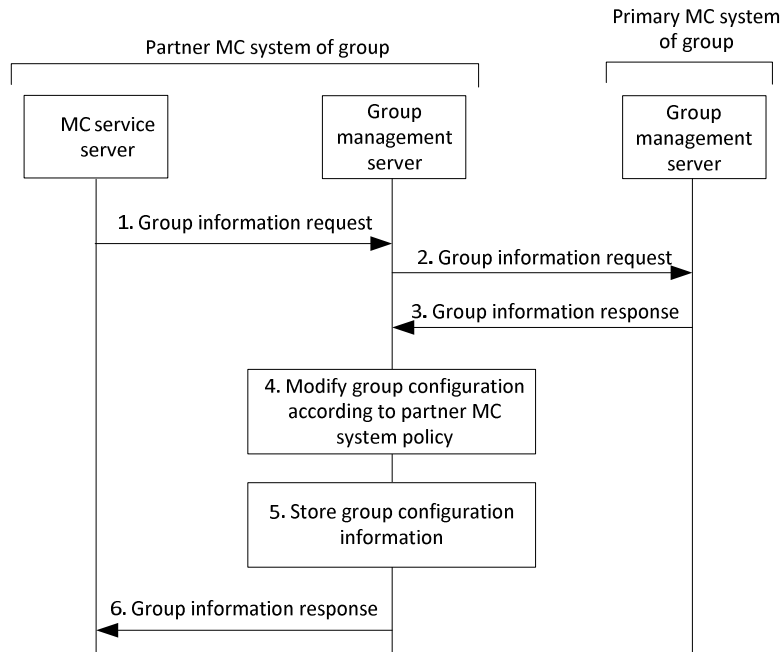 Partner MC system of group
Primary MC system
of group
MC service
server
Group
management
server
Group
management
server
1. Group information request
2. Group information request
3. Group information response
4. Modify group configuration
according to partner MC
system policy
5. Store group configuration
information
6. Group information response